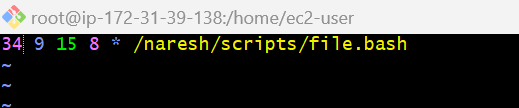 root@ip-172-31-39-138:/home/ec2-user
34 9 15 8 * /naresh/scripts/file.bash
~
~
~